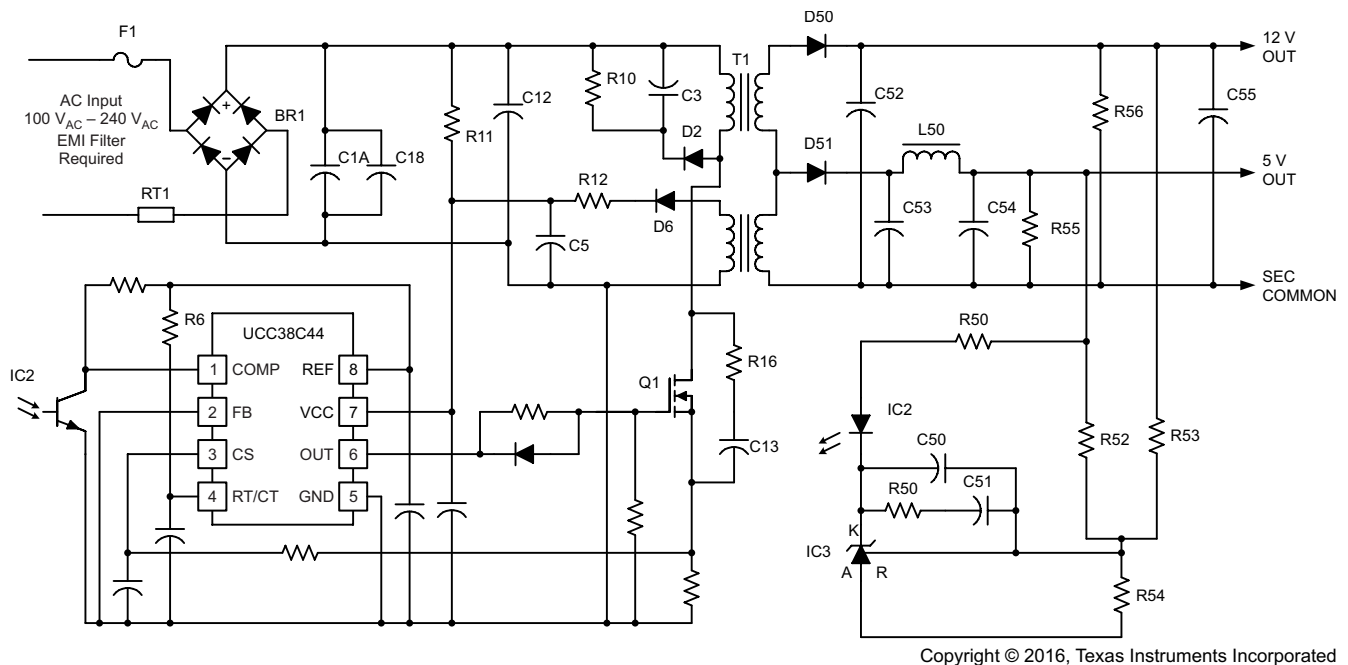 F1
D50
12 V
OUT
T1
R10
C3
C12
C52
R56
C55
AC Input
100 VAC – 240 VAC
EMI Filter
Required
BR1
R11
D2
L50
D51
5 V
OUT
C1A
C18
R12
RT1
D6
C53
C54
R55
C5
SEC
COMMON
R6
UCC38C44
R50
R16
IC2
1
COMP
REF
8
Q1
2
FB
VCC
7
IC2
R52
R53
3
CS
OUT
6
C50
C13
4
RT/CT
GND
5
R50
C51
K
IC3
A
R
R54
Copyright © 2016, Texas Instruments Incorporated
+
–